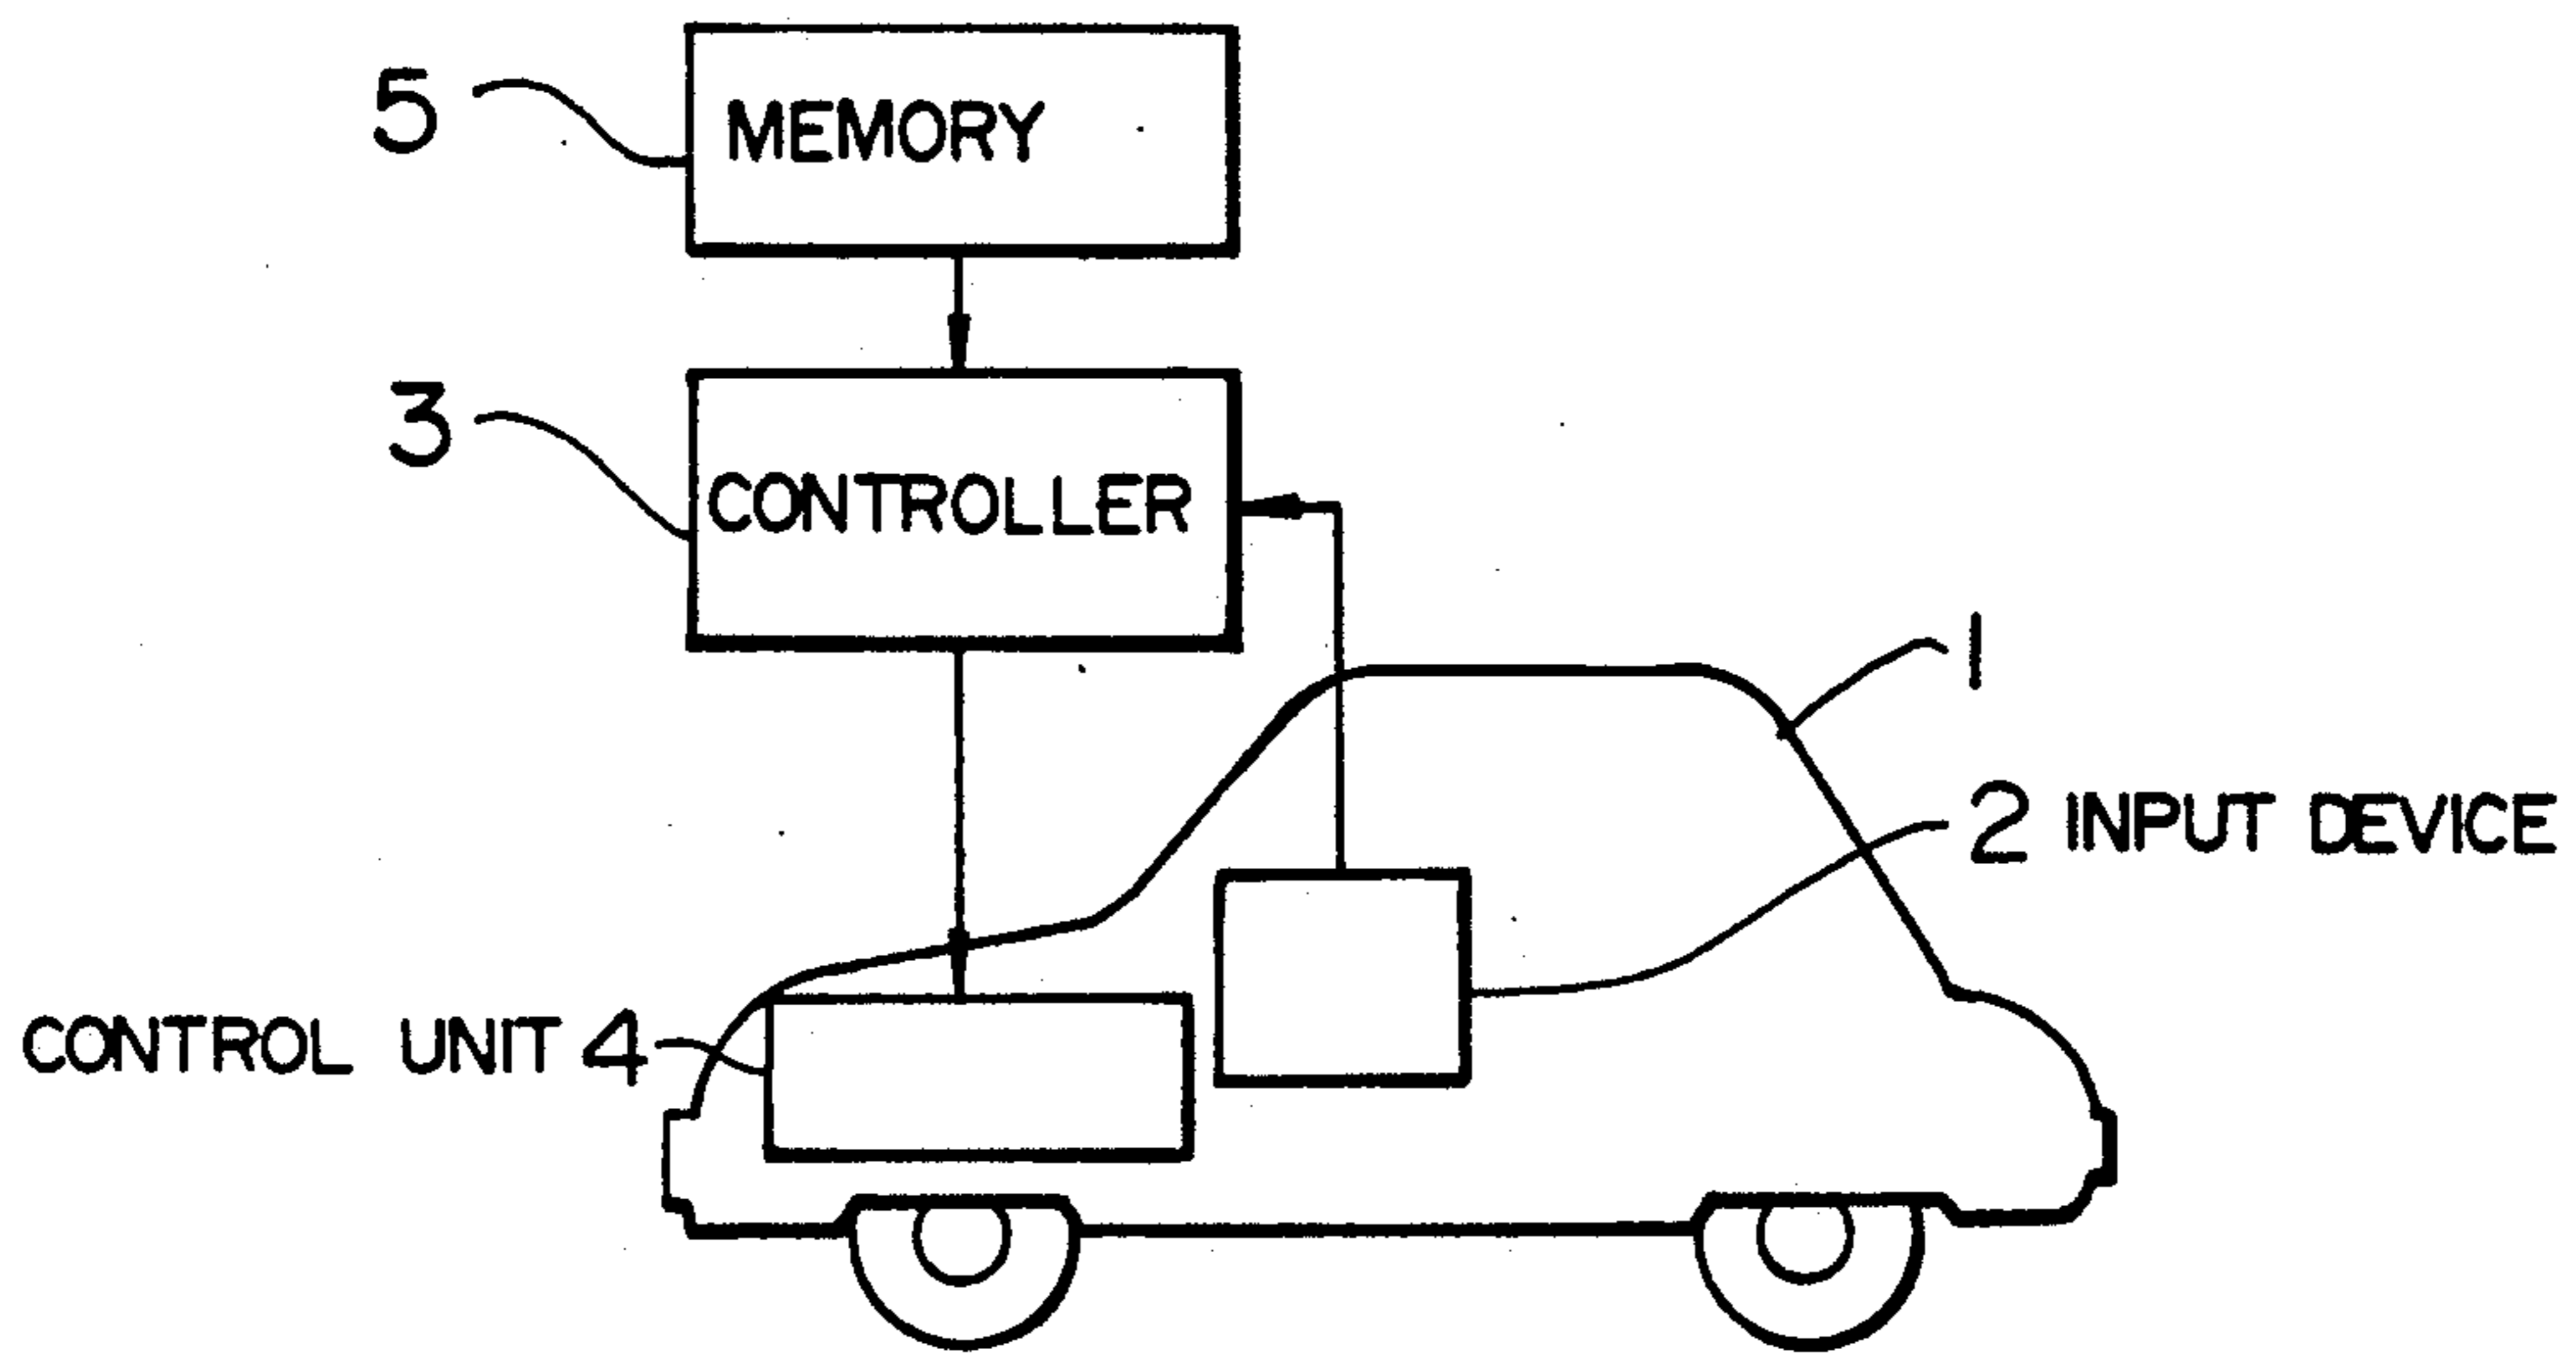 5
MEMORY
3
CONTROLLER
1
2 INPUT DEVICE
CONTROL UNIT 4